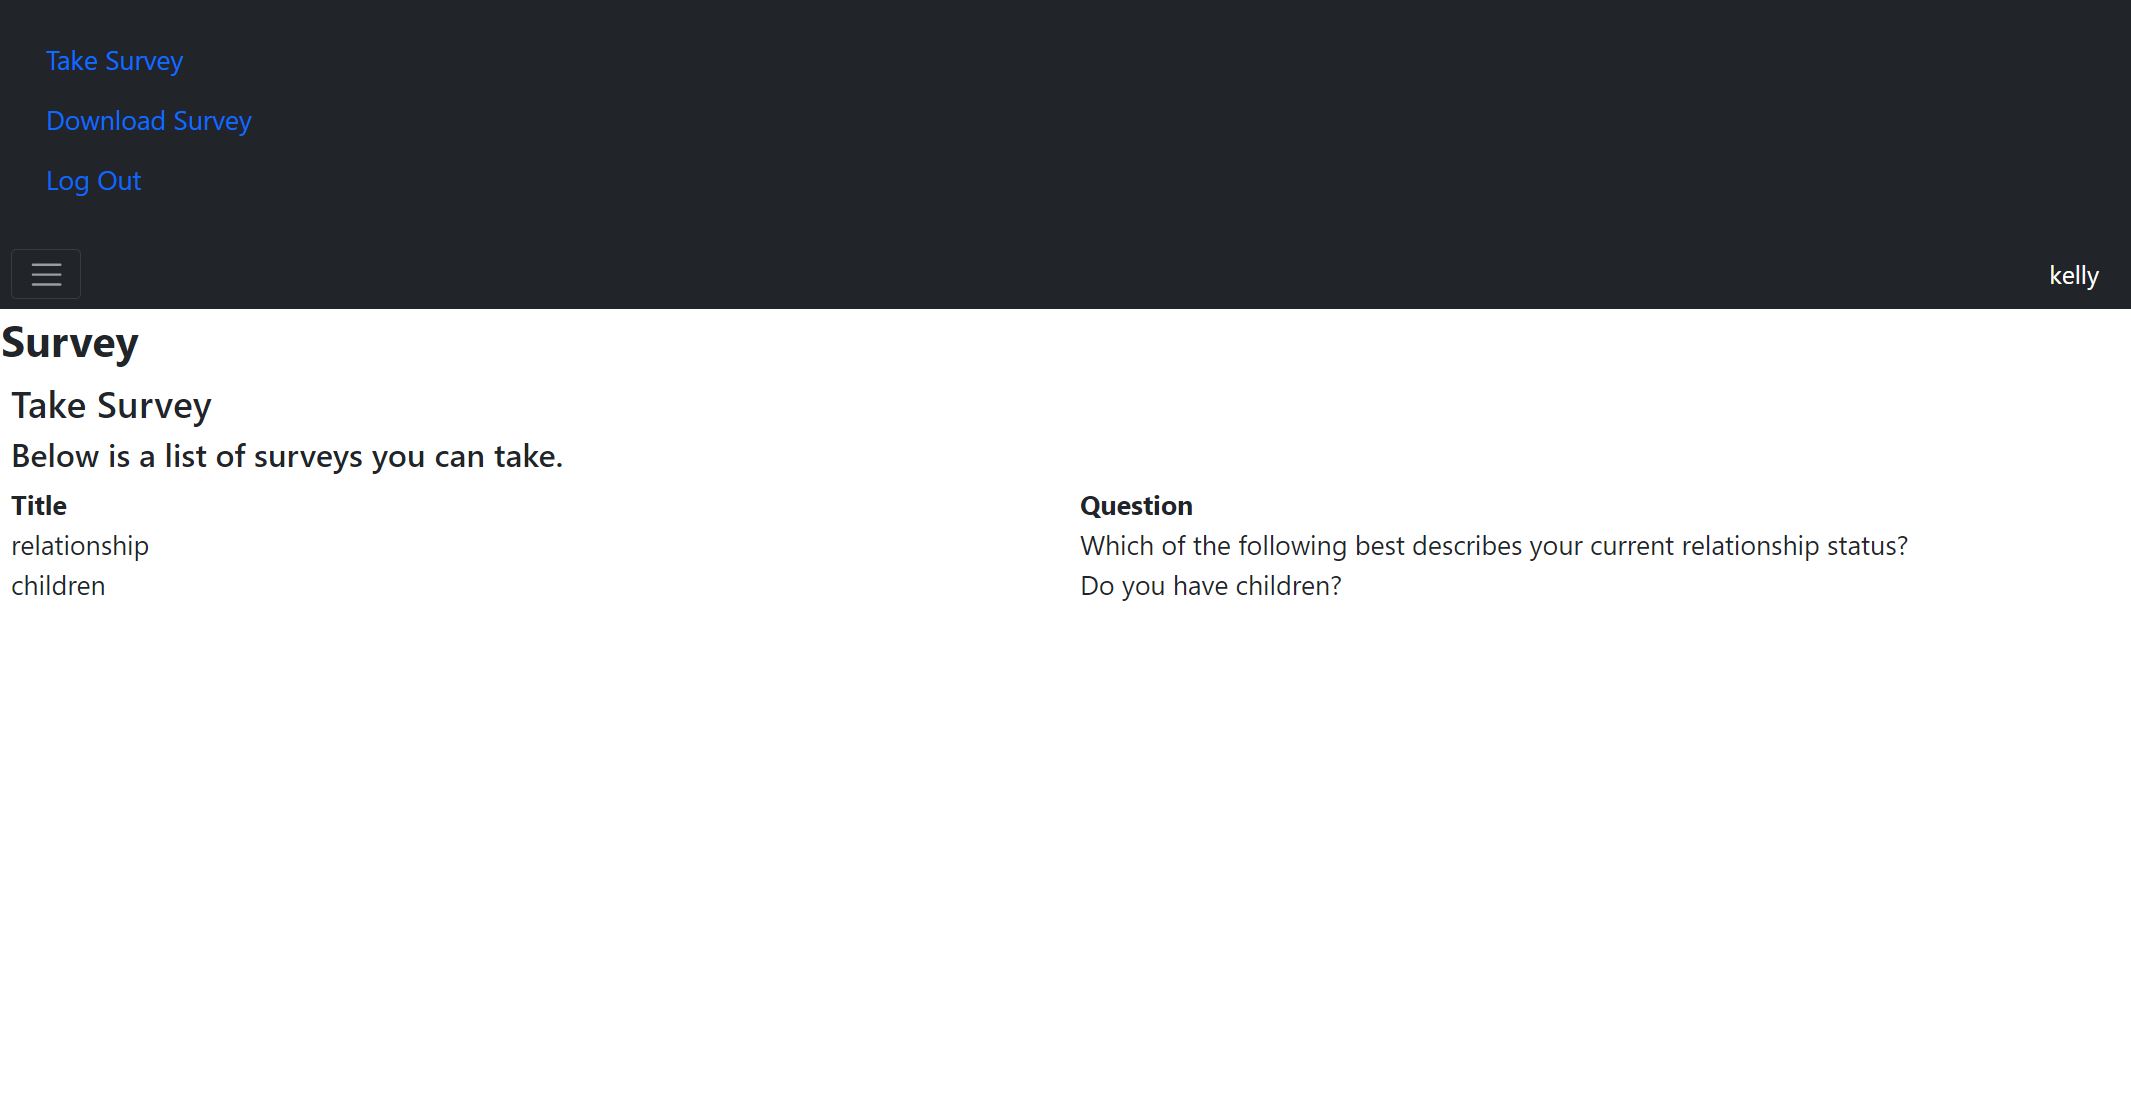 Take Survey
Download Survey
Log Out
kelly
Survey
Take Survey
Below is a list of surveys you can take.
Title Question
relationship Which of the following best describes your current relationship status?
children Do you have children?